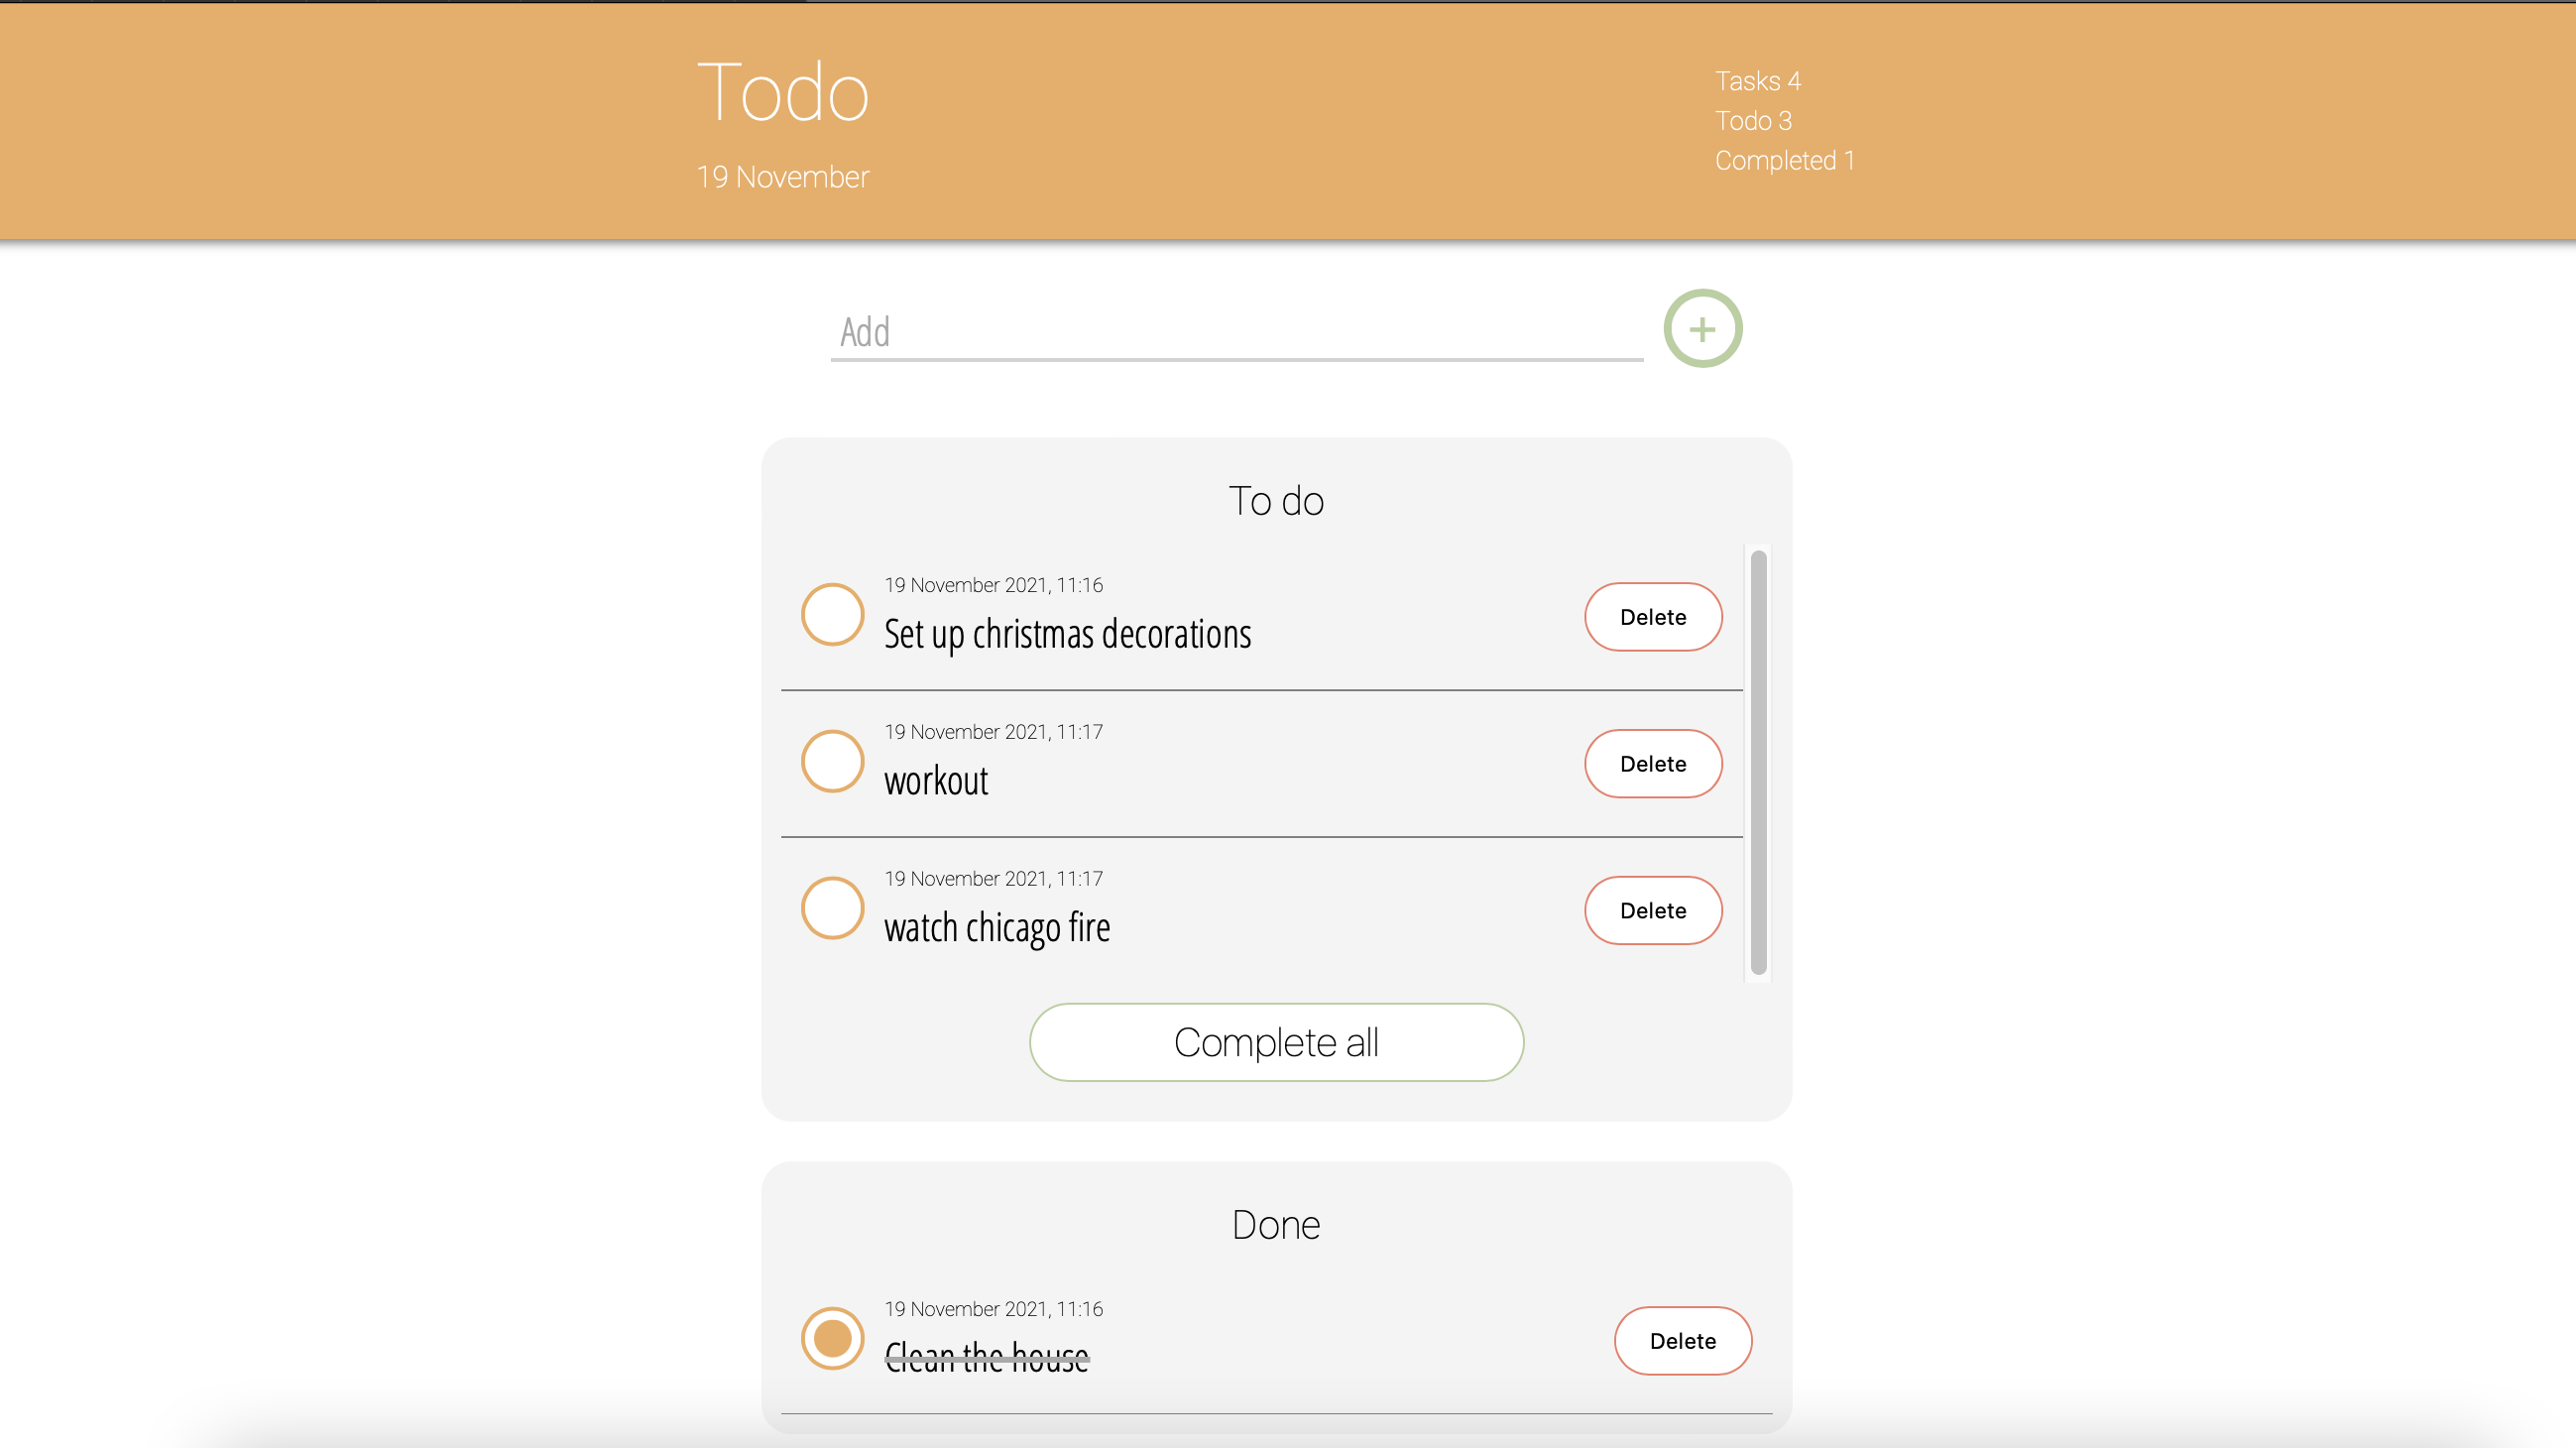 Todo
19 November
Tasks 4
Todo 3
Completed 1
Add
+
To do
19 November 2021, 11:16
Set up christmas decorations
Delete
19 November 2021, 11:17
workout
Delete
19 November 2021, 11:17
watch chicago fire
Delete
Complete all
Done
19 November 2021, 11:16
Clean the house
Delete